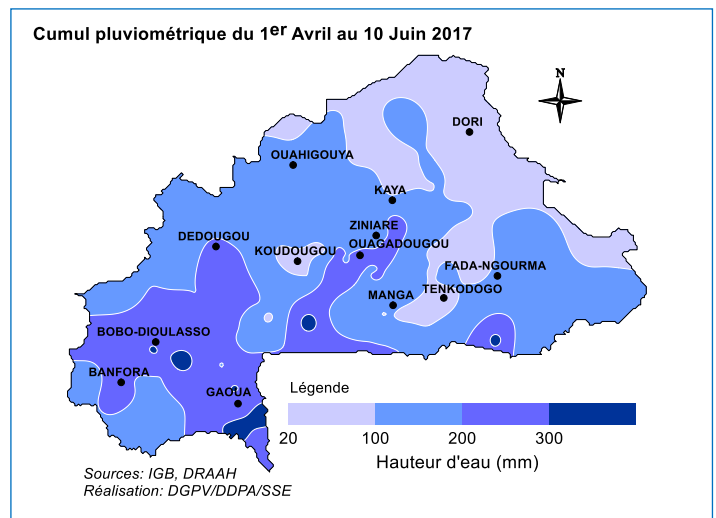 Cumul pluviométrique du 1er Avril au 10 Juin 2017
N
DORI
OUAHIGOUYA
KAYA
ZINIARE
DEDOUGOU
KOUDOUGOU
OUAGADOUGOU
FADA-NGOURMA
TENKODOGO
MANGA
BOBO-DIOULASSO
BANFORA
GAOUA
Légende
20 100 200 300
Hauteur d'eau (mm)
Sources: IGB, DRAAH
Réalisation: DGPV/DDPA/SSE